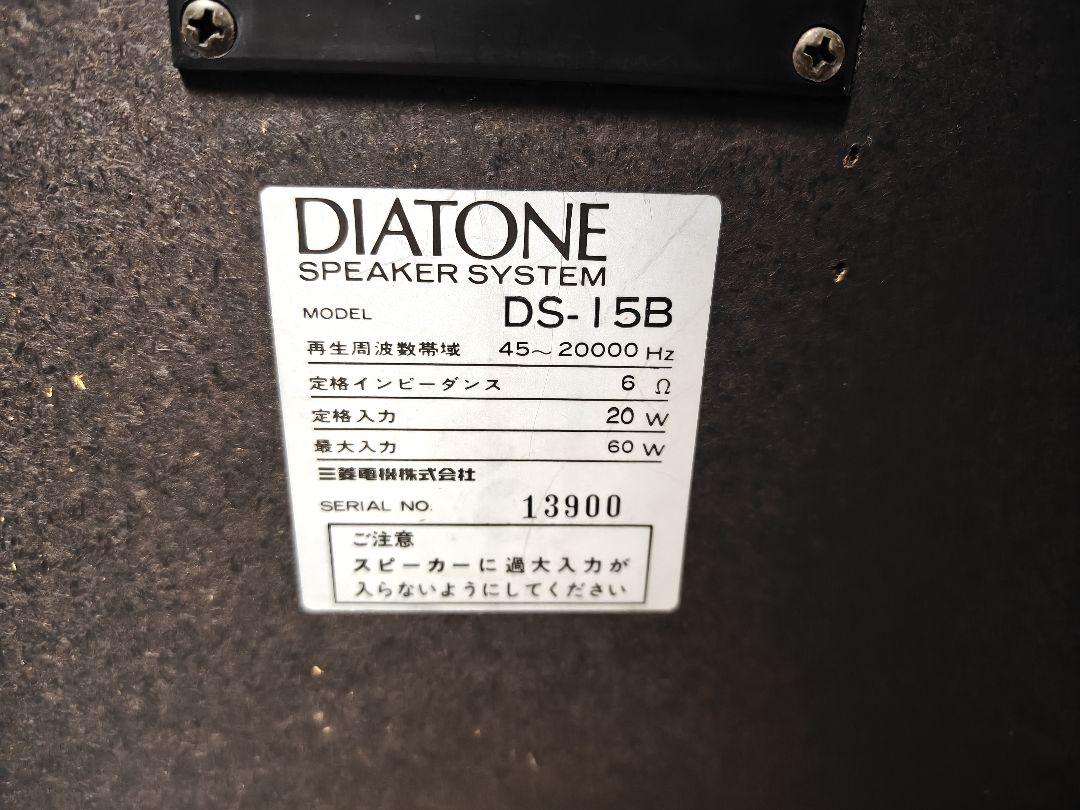 DIATONE
SPEAKER SYSTEM
MODEL DS-15B
再生周波数帯域 45～20000 Hz
定格インピーダンス 6 Ω
定格入力 20 W
最大入力 60 W
三菱電機株式会社
SERIAL NO. 13900
ご注意
スピーカーに過大入力が
入らないようにしてください